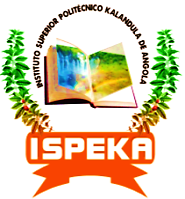 INSTITUTO SUPERIOR POLITÉCNICO KALANDULA DE ANGOLA
ISPEKA